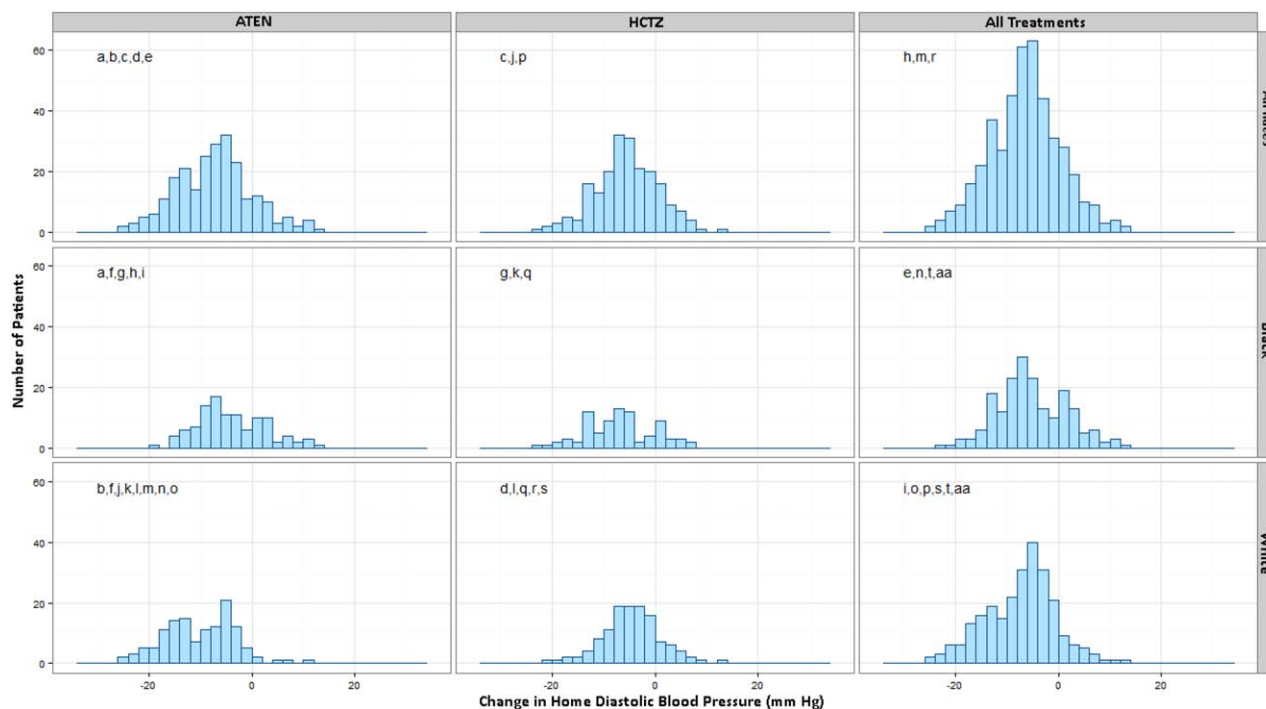 ATEN HCTZ All Treatments
60 a,b,c,d,e c,j,p h,m,r
40
20
0
60 a,f,g,h,i g,k,q e,n,t,aa
40
20
0
60 b,f,j,k,l,m,n,o d,l,q,r,s i,o,p,s,t,aa
40
20
0
Number of Patients
-20 0 20 -20 0 20 -20 0 20
Change in Home Diastolic Blood Pressure (mm Hg)